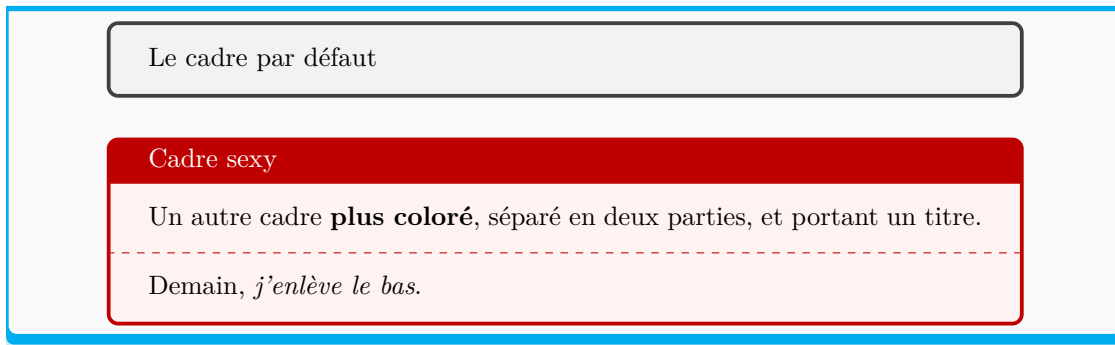 Le cadre par défaut
Cadre sexy
Un autre cadre plus coloré, séparé en deux parties, et portant un titre.
Demain, j'enlève le bas.